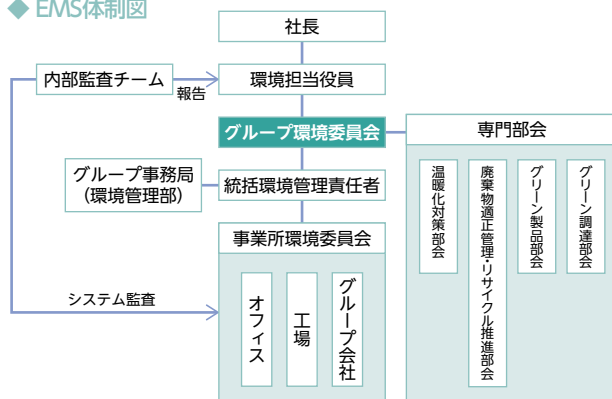 ◆ EMS体制図
社長
内部監査チーム
報告
環境担当役員
グループ環境委員会
専門部会
グループ事務局
（環境管理部）
統括環境管理責任者
温暖化対策部会
廃棄物適正管理・リサイクル推進部会
グリーン製品部会
グリーン調達部会
事業所環境委員会
システム監査
オフィス
工場
グループ会社